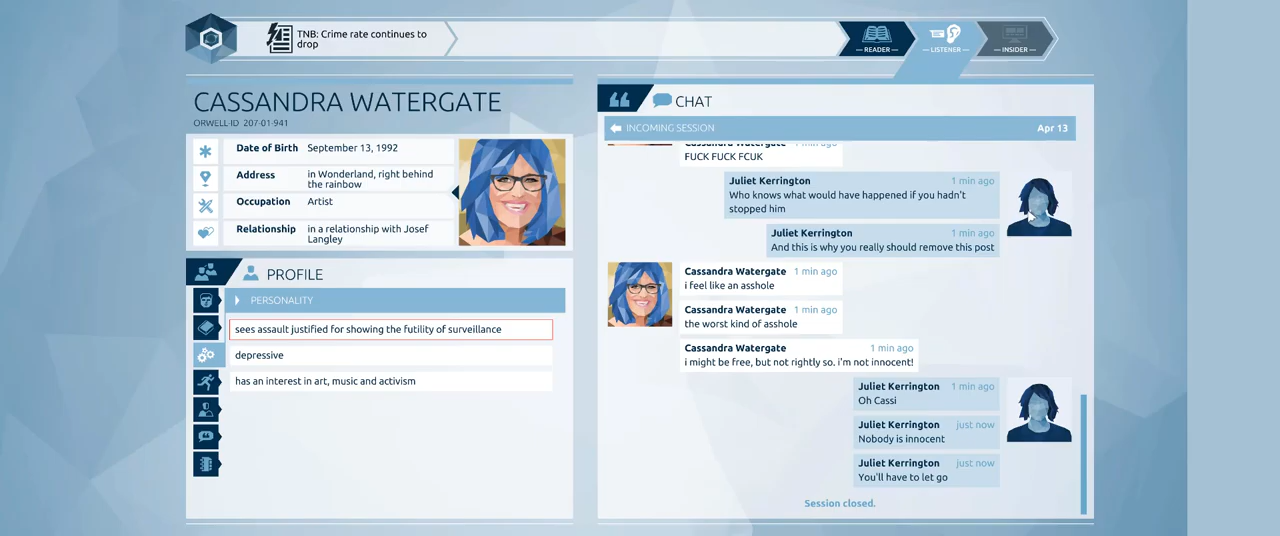 TNB: Crime rate continues to
drop
— READER —
— LISTENER —
— INSIDER —
CASSANDRA WATERGATE
ORWELL-ID 207-01-941
Date of Birth September 13, 1992
Address in Wonderland, right behind
the rainbow
Occupation Artist
Relationship in a relationship with Josef
Langley
PROFILE
PERSONALITY
sees assault justified for showing the futility of surveillance
depressive
has an interest in art, music and activism
CHAT
INCOMING SESSION Apr 13
Cassandra Watergate 1 min ago
FUCK FUCK FCUK
Juliet Kerrington 1 min ago
Who knows what would have happened if you hadn't
stopped him
Juliet Kerrington 1 min ago
And this is why you really should remove this post
Cassandra Watergate 1 min ago
i feel like an asshole
Cassandra Watergate 1 min ago
the worst kind of asshole
Cassandra Watergate 1 min ago
i might be free, but not rightly so. i'm not innocent!
Juliet Kerrington 1 min ago
Oh Cassi
Juliet Kerrington just now
Nobody is innocent
Juliet Kerrington just now
You'll have to let go
Session closed.